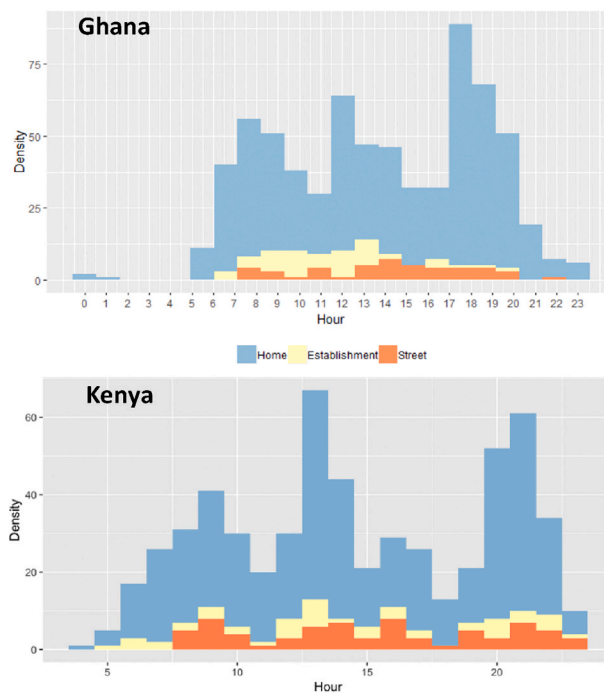 Ghana
75
50
25
0
Density
0 1 2 3 4 5 6 7 8 9 10 11 12 13 14 15 16 17 18 19 20 21 22 23
Hour
Home Establishment Street
Kenya
60
40
20
0
Density
5 10 15 20
Hour